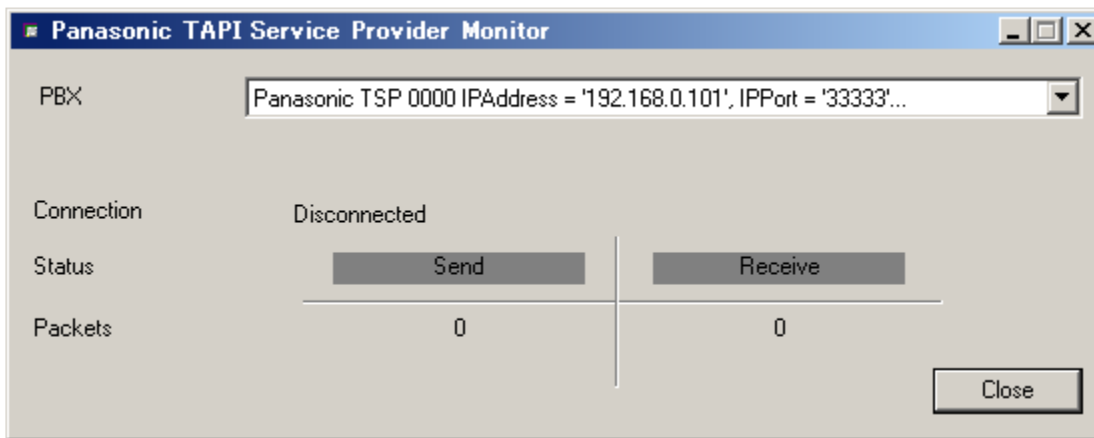 Panasonic TAPI Service Provider Monitor
PBX
Panasonic TSP 0000 IPAddress = '192.168.0.101', IPPort = '33333'...
Connection Disconnected
Status Send Receive
Packets 0 0
Close